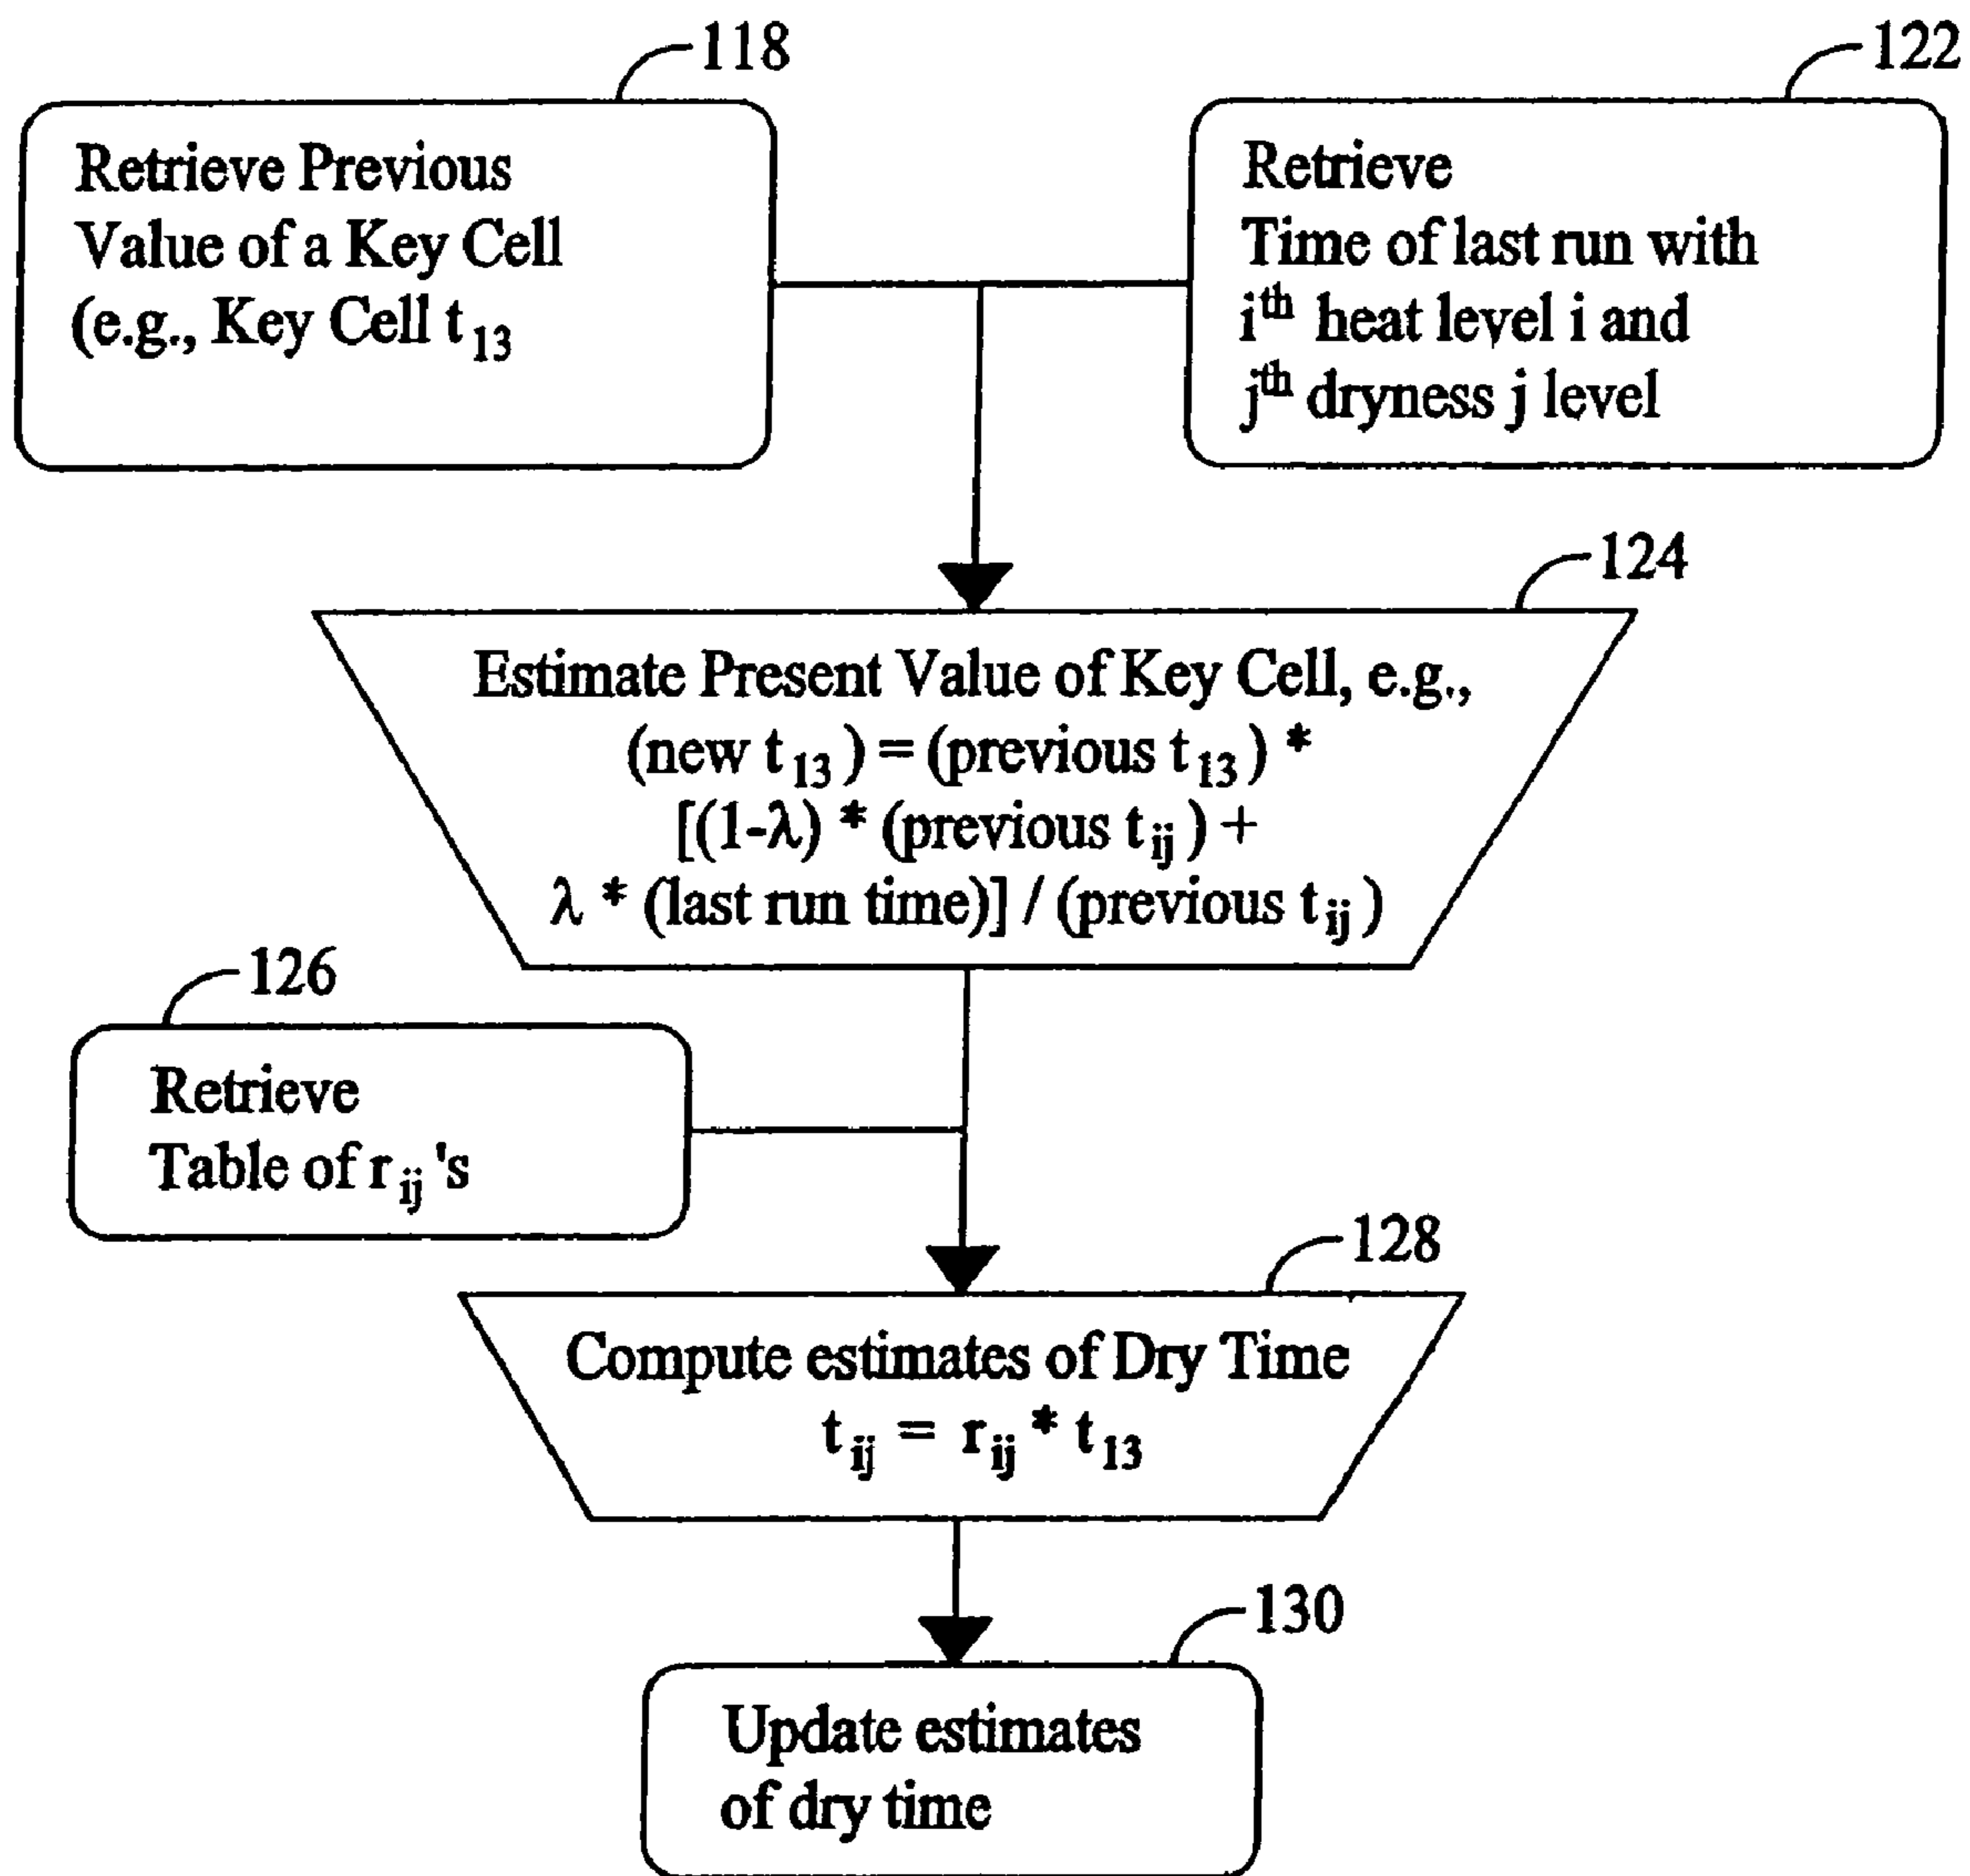 118
Retrieve Previous
Value of a Key Cell
(e.g., Key Cell t₁₃
122
Retrieve
Time of last run with
iᵗʰ heat level i and
jᵗʰ dryness j level
124
Estimate Present Value of Key Cell, e.g.,
(new t₁₃) = (previous t₁₃) *
[(1-λ) * (previous tᵢⱼ) +
λ * (last run time)] / (previous tᵢⱼ)
126
Retrieve
Table of rᵢⱼ's
128
Compute estimates of Dry Time
tᵢⱼ = rᵢⱼ * t₁₃
130
Update estimates
of dry time